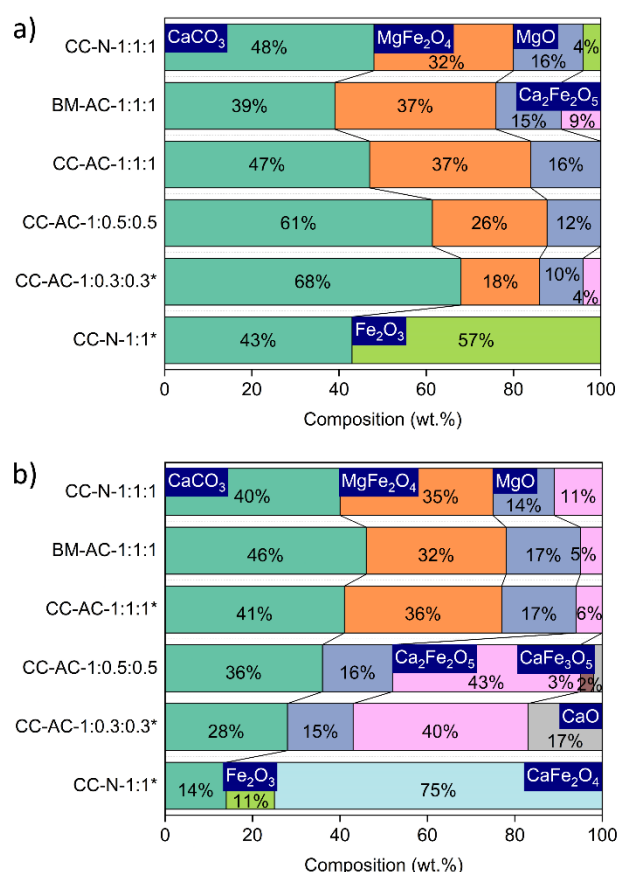 a)
CC-N-1:1:1
CaCO₃ MgFe₂O₄ MgO
48% 32% 16% 4%
BM-AC-1:1:1
Ca₂Fe₂O₅
39% 37% 15% 9%
CC-AC-1:1:1
47% 37% 16%
CC-AC-1:0.5:0.5
61% 26% 12%
CC-AC-1:0.3:0.3*
68% 18% 10% 4%
CC-N-1:1*
Fe₂O₃
43% 57%
0 20 40 60 80 100
Composition (wt.%)
b)
CC-N-1:1:1
CaCO₃ MgFe₂O₄ MgO
40% 35% 14% 11%
BM-AC-1:1:1
46% 32% 17% 5%
CC-AC-1:1:1*
41% 36% 17% 6%
CC-AC-1:0.5:0.5
Ca₂Fe₂O₅ CaFe₃O₅
36% 16% 43% 3% 2%
CC-AC-1:0.3:0.3*
CaO
28% 15% 40% 17%
CC-N-1:1*
Fe₂O₃ CaFe₂O₄
14% 11% 75%
0 20 40 60 80 100
Composition (wt.%)